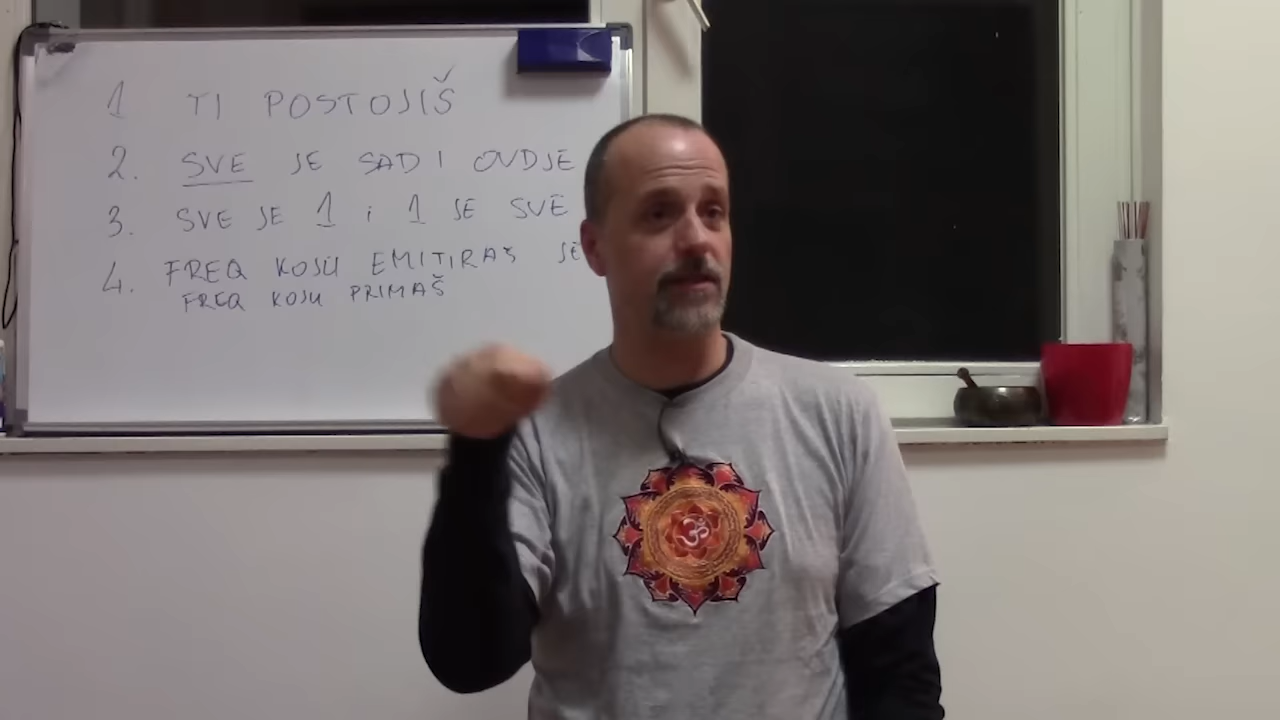 1 TI POSTOJIŠ
2. SVE JE SAD I OVDJE
3. SVE JE 1 i 1 JE SVE
4. FREQ KOJU EMITIRAŠ JE
FREQ KOJU PRIMAŠ
ॐ